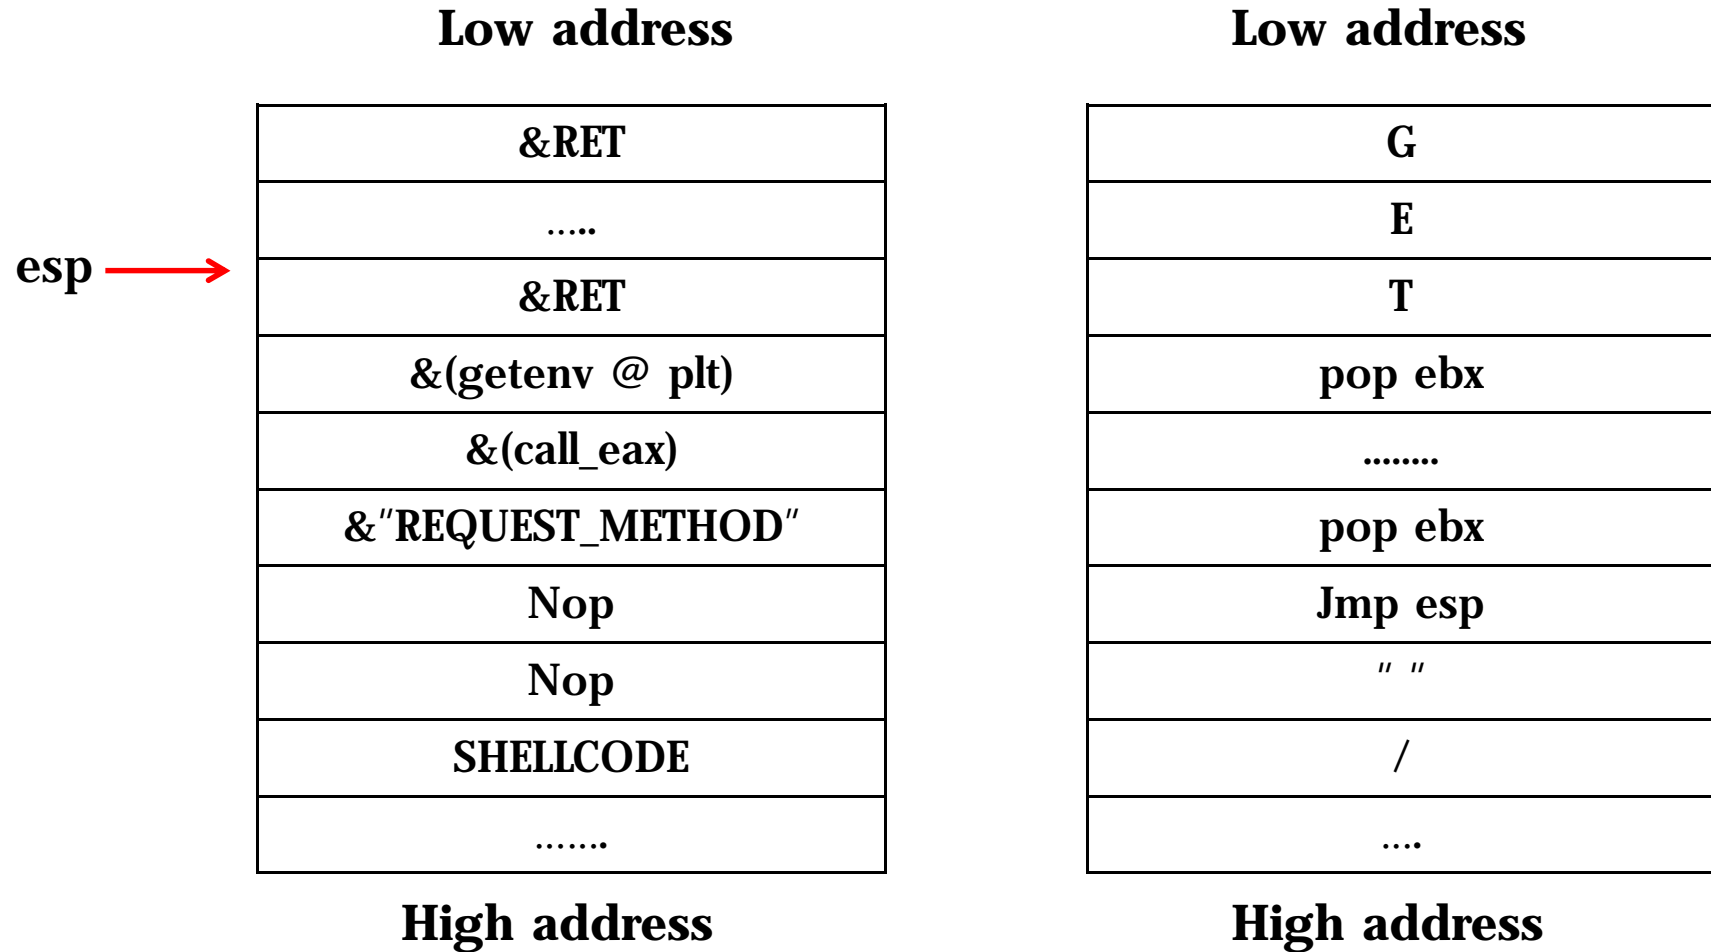 Low address
Low address
esp
&RET
…..
&RET
&(getenv @ plt)
&(call_eax)
&"REQUEST_METHOD"
Nop
Nop
SHELLCODE
…….
G
E
T
pop ebx
........
pop ebx
Jmp esp
" "
/
….
High address
High address